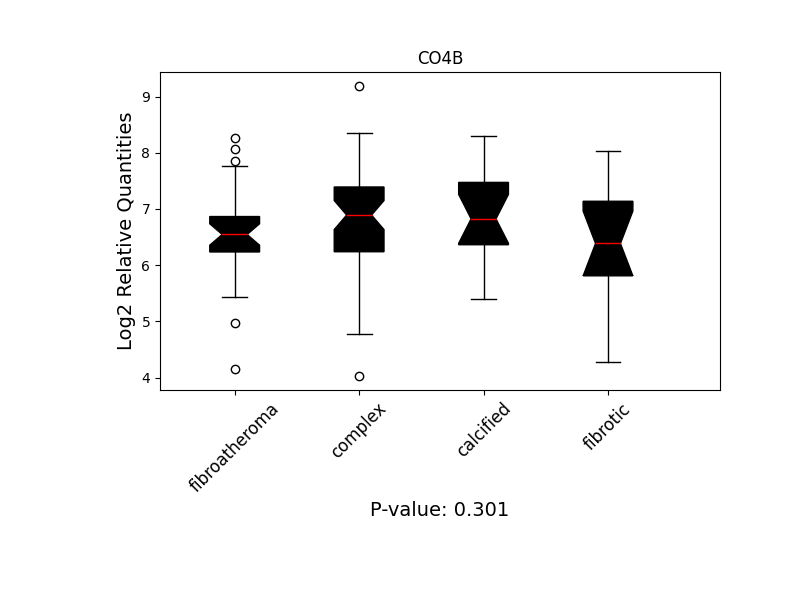 CO4B
Log2 Relative Quantities
9
8
7
6
5
4
fibroatheroma
complex
calcified
fibrotic
P-value: 0.301